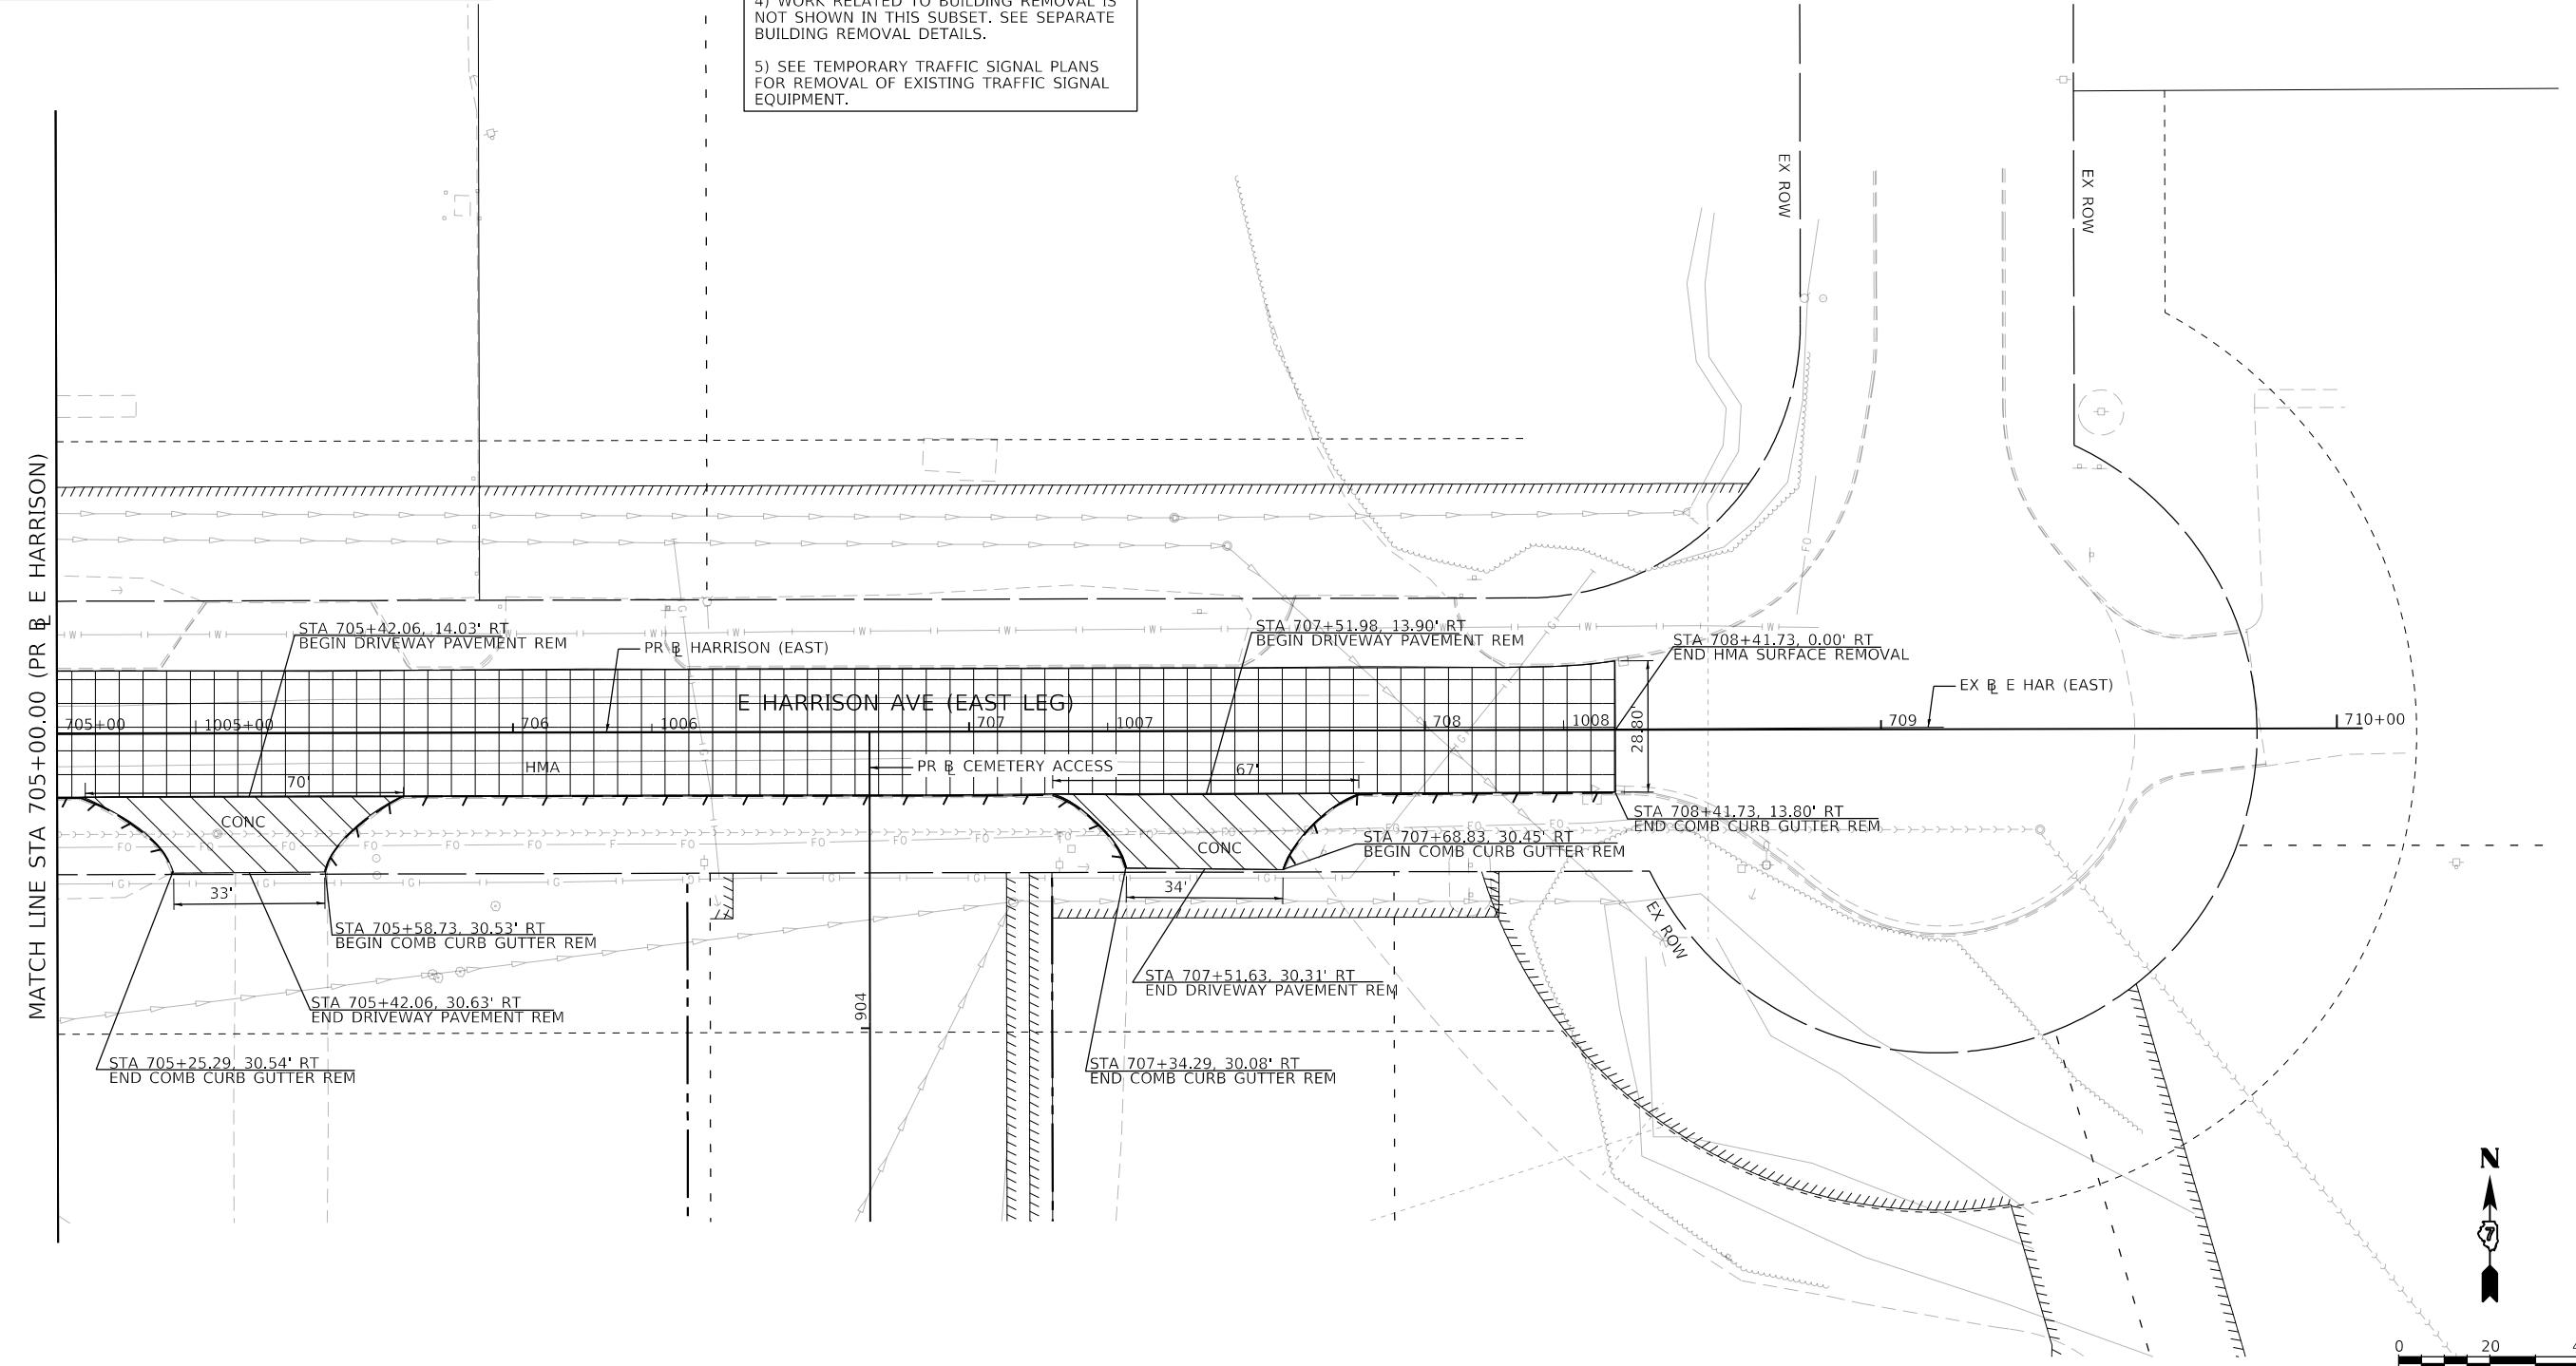 4) WORK RELATED TO BUILDING REMOVAL IS
NOT SHOWN IN THIS SUBSET. SEE SEPARATE
BUILDING REMOVAL DETAILS.
5) SEE TEMPORARY TRAFFIC SIGNAL PLANS
FOR REMOVAL OF EXISTING TRAFFIC SIGNAL
EQUIPMENT.
EX ROW
EX ROW
MATCH LINE STA 705+00.00 (PR BL E HARRISON)
STA 705+42.06, 14.03' RT
BEGIN DRIVEWAY PAVEMENT REM
PR BL HARRISON (EAST)
STA 707+51.98, 13.90' RT
BEGIN DRIVEWAY PAVEMENT REM
STA 708+41.73, 0.00' RT
END HMA SURFACE REMOVAL
EX BL E HAR (EAST)
E HARRISON AVE (EAST LEG)
705+00
1005+00
706
1006
707
1007
708
1008
709
710+00
28.80'
HMA
PR BL CEMETERY ACCESS
70'
67'
CONC
CONC
STA 708+41.73, 13.80' RT
END COMB CURB GUTTER REM
STA 707+68.83, 30.45' RT
BEGIN COMB CURB GUTTER REM
33'
34'
EX ROW
STA 705+58.73, 30.53' RT
BEGIN COMB CURB GUTTER REM
STA 707+51.63, 30.31' RT
END DRIVEWAY PAVEMENT REM
STA 705+42.06, 30.63' RT
END DRIVEWAY PAVEMENT REM
904
STA 705+25.29, 30.54' RT
END COMB CURB GUTTER REM
STA 707+34.29, 30.08' RT
END COMB CURB GUTTER REM
N
7
0
20